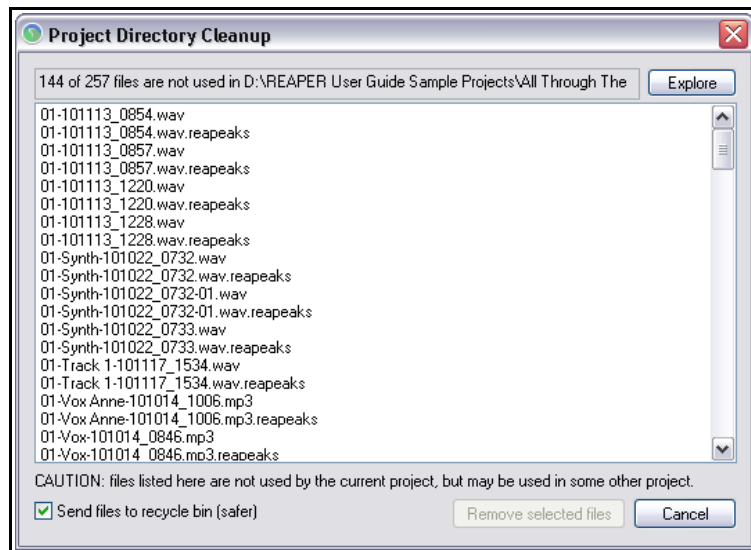 Project Directory Cleanup
144 of 257 files are not used in D:\REAPER User Guide Sample Projects\All Through The
Explore
01-101113_0854.wav
01-101113_0854.wav.reapeaks
01-101113_0857.wav
01-101113_0857.wav.reapeaks
01-101113_1220.wav
01-101113_1220.wav.reapeaks
01-101113_1228.wav
01-101113_1228.wav.reapeaks
01-Synth-101022_0732.wav
01-Synth-101022_0732.wav.reapeaks
01-Synth-101022_0732-01.wav
01-Synth-101022_0732-01.wav.reapeaks
01-Synth-101022_0733.wav
01-Synth-101022_0733.wav.reapeaks
01-Track 1-101117_1534.wav
01-Track 1-101117_1534.wav.reapeaks
01-Vox Anne-101014_1006.mp3
01-Vox Anne-101014_1006.mp3.reapeaks
01-Vox-101014_0846.mp3
01-Vox-101014_0846.mp3.reapeaks
CAUTION: files listed here are not used by the current project, but may be used in some other project.
Send files to recycle bin (safer)
Remove selected files
Cancel